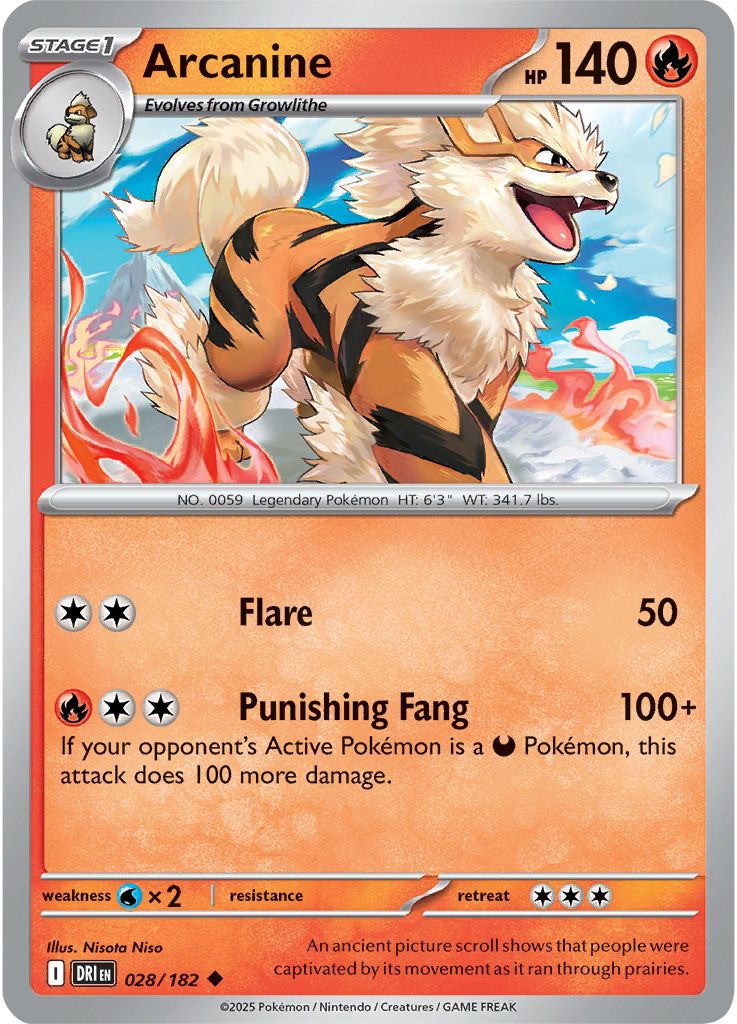 STAGE1
Arcanine
HP 140
Evolves from Growlithe
NO. 0059 Legendary Pokémon HT: 6'3" WT: 341.7 lbs.
Flare 50
Punishing Fang 100+
If your opponent's Active Pokémon is a Pokémon, this
attack does 100 more damage.
weakness ×2 resistance retreat
Illus. Nisota Niso
An ancient picture scroll shows that people were
captivated by its movement as it ran through prairies.
I DRI EN 028/182
©2025 Pokémon / Nintendo / Creatures / GAME FREAK